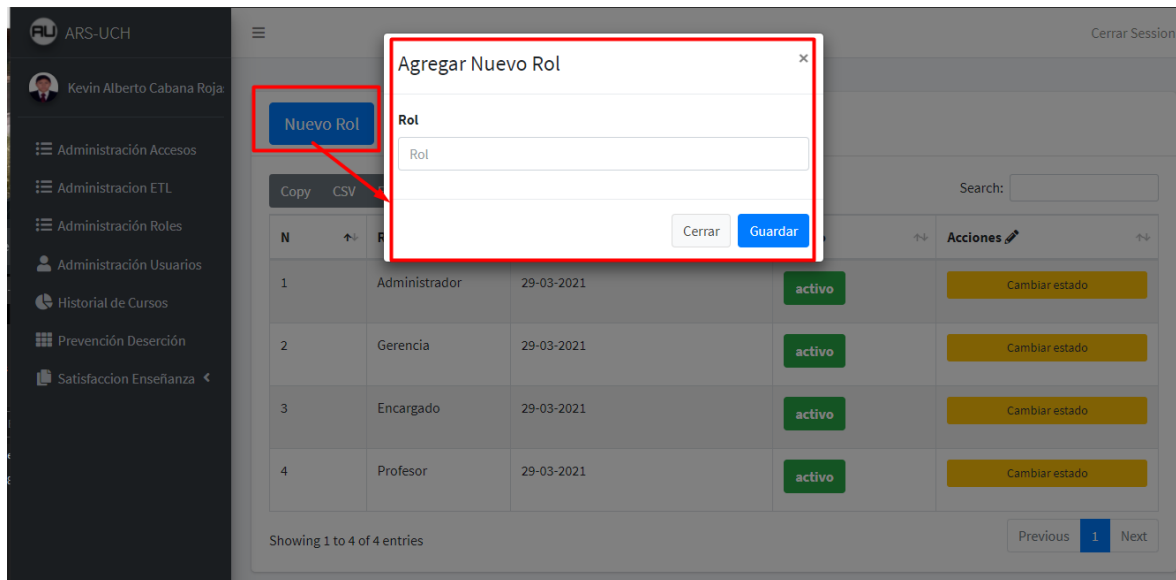 AU ARS-UCH
Cerrar Session
Kevin Alberto Cabana Roja
Agregar Nuevo Rol ×
Nuevo Rol
Rol
Rol
Cerrar Guardar
Administración Accesos
Administracion ETL
Administración Roles
Administración Usuarios
Historial de Cursos
Prevención Deserción
Satisfaccion Enseñanza
Copy CSV
Search:
N Acciones
1 Administrador 29-03-2021 activo Cambiar estado
2 Gerencia 29-03-2021 activo Cambiar estado
3 Encargado 29-03-2021 activo Cambiar estado
4 Profesor 29-03-2021 activo Cambiar estado
Showing 1 to 4 of 4 entries
Previous 1 Next